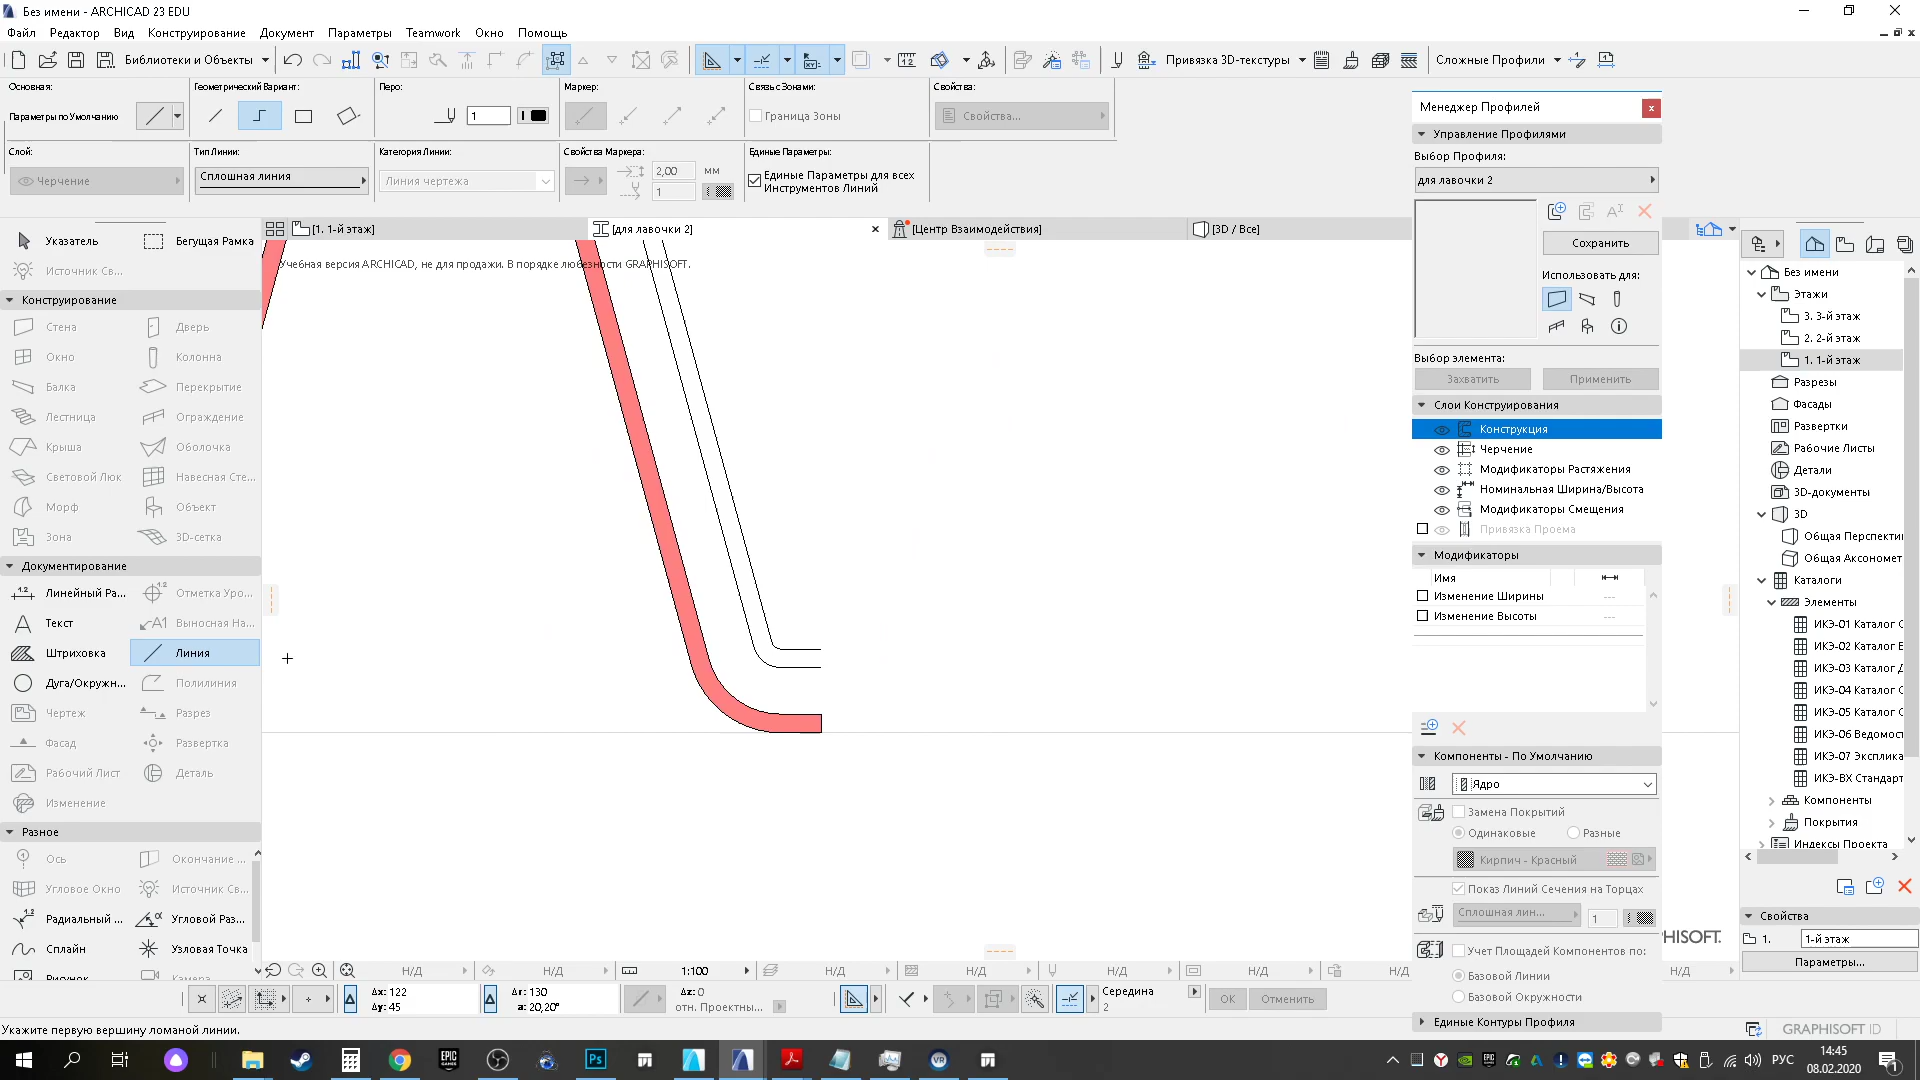 Без имени - ARCHICAD 23 EDU
Файл Редактор Вид Конструирование Документ Параметры Teamwork Окно Помощь
Библиотеки и Объекты
Привязка 3D-текстуры
Сложные Профили
Основная:
Геометрический Вариант:
Перо:
Маркер:
Связь с Зонами:
Свойства:
Параметры по Умолчанию
1
Граница Зоны
Свойства...
Слой:
Тип Линии:
Категория Линии:
Свойства Маркера:
Единые Параметры:
Черчение
Сплошная линия
Линия чертежа
2,00 мм
1
Единые Параметры для всех
Инструментов Линий
[1. 1-й этаж]
[для лавочки 2]
[Центр Взаимодействия]
[3D / Все]
Учебная версия ARCHICAD, не для продажи. В порядке любезности GRAPHISOFT.
Указатель
Бегущая Рамка
Источник Св...
Конструирование
Стена
Дверь
Окно
Колонна
Балка
Перекрытие
Лестница
Ограждение
Крыша
Оболочка
Световой Люк
Навесная Сте...
Морф
Объект
Зона
3D-сетка
Документирование
Линейный Ра...
Отметка Уро...
Текст
Выносная На...
Штриховка
Линия
Дуга/Окружн...
Полилиния
Чертеж
Разрез
Фасад
Развертка
Рабочий Лист
Деталь
Изменение
Разное
Ось
Окончание ...
Угловое Окно
Источник Св...
Радиальный ...
Угловой Раз...
Сплайн
Узловая Точка
Рисунок
Камера
Менеджер Профилей
Управление Профилями
Выбор Профиля:
для лавочки 2
Сохранить
Использовать для:
Выбор элемента:
Захватить
Применить
Слои Конструирования
Конструкция
Черчение
Модификаторы Растяжения
Номинальная Ширина/Высота
Модификаторы Смещения
Привязка Проема
Модификаторы
Имя
Изменение Ширины ---
Изменение Высоты ---
Компоненты - По Умолчанию
Ядро
Замена Покрытий
Одинаковые
Разные
Кирпич - Красный
Показ Линий Сечения на Торцах
Сплошная лин...
1
Учет Площадей Компонентов по:
Базовой Линии
Базовой Окружности
Единые Контуры Профиля
Без имени
Этажи
3. 3-й этаж
2. 2-й этаж
1. 1-й этаж
Разрезы
Фасады
Развертки
Рабочие Листы
Детали
3D-документы
3D
Общая Перспекти
Общая Аксономет
Каталоги
Элементы
ИКЭ-01 Каталог С
ИКЭ-02 Каталог Е
ИКЭ-03 Каталог Д
ИКЭ-04 Каталог С
ИКЭ-05 Каталог С
ИКЭ-06 Ведомост
ИКЭ-07 Эксплика
ИКЭ-ВХ Стандарт
Компоненты
Покрытия
Индексы Проекта
Свойства
1.
1-й этаж
Параметры...
HISOFT.
Н/Д
Н/Д
1:100
Н/Д
Н/Д
Н/Д
Н/Д
Н/Д
Н/Д
Δx: 122
Δy: 45
Δr: 130
a: 20,20°
Δz: 0
отн. Проектны...
Середина
2
ОК
Отменить
Укажите первую вершину ломаной линии.
GRAPHISOFT ID
РУС
14:45
08.02.2020